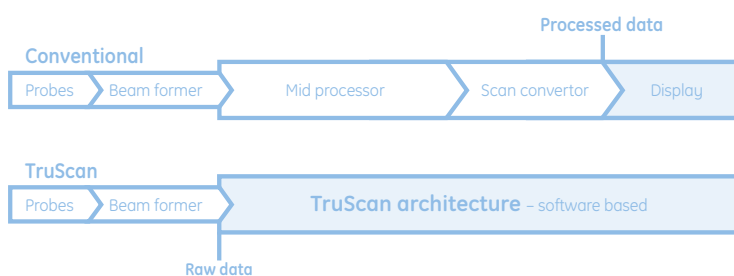 Processed data
Conventional
Probes
Beam former
Mid processor
Scan convertor
Display
TruScan
Probes
Beam former
TruScan architecture – software based
Raw data